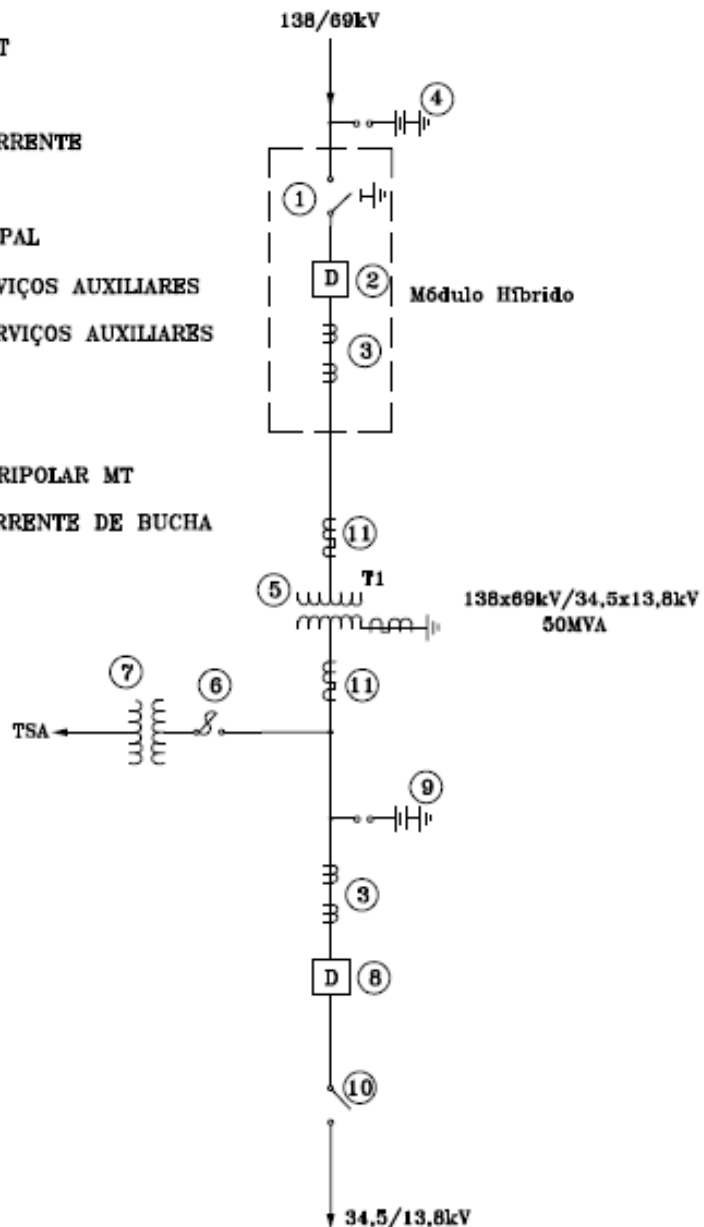 138/69kV
T
4
RRENTE
1
PAL
D 2
VIÇOS AUXILIARES
Módulo Híbrido
RVIÇOS AUXILIARES
3
RIPOLAR MT
RRENTE DE BUCHA
11
5 T1
138x69kV/34,5x13,8kV
50MVA
7 6 11
TSA
9
3
D 8
10
34,5/13,8kV